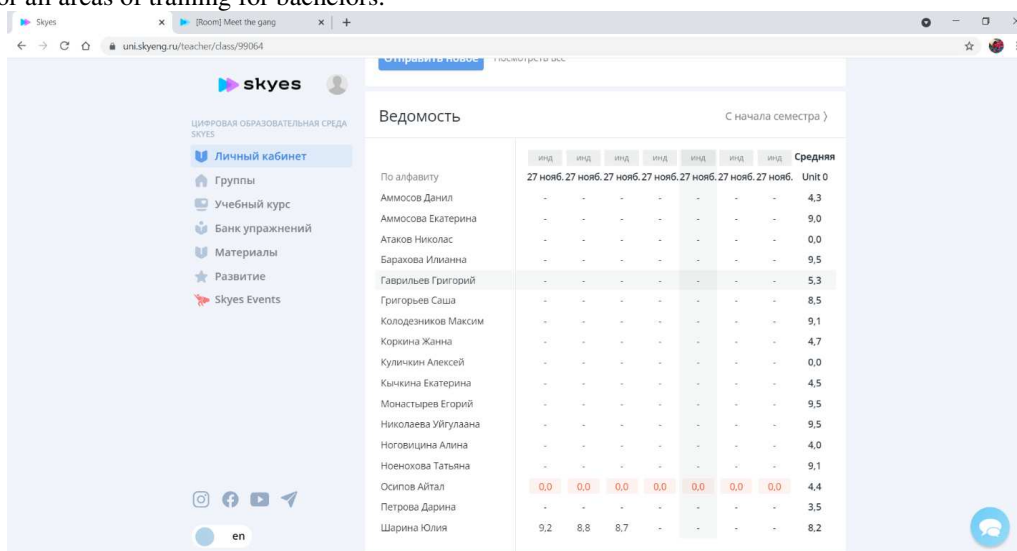 or all areas of training for bachelors.
Skyes
[Room] Meet the gang
uni.skyeng.ru/teacher/class/99064
Отправить новое Посмотреть все
skyes
ЦИФРОВАЯ ОБРАЗОВАТЕЛЬНАЯ СРЕДА
SKYES
Личный кабинет
Группы
Учебный курс
Банк упражнений
Материалы
Развитие
Skyes Events
en
Ведомость С начала семестра
инд инд инд инд инд инд инд Средняя
По алфавиту 27 нояб. 27 нояб. 27 нояб. 27 нояб. 27 нояб. 27 нояб. 27 нояб. Unit 0
Аммосов Данил - - - - - - - 4,3
Аммосова Екатерина - - - - - - - 9,0
Атаков Николас - - - - - - - 0,0
Барахова Илианна - - - - - - - 9,5
Гаврильев Григорий - - - - - - - 5,3
Григорьев Саша - - - - - - - 8,5
Колодезников Максим - - - - - - - 9,1
Коркина Жанна - - - - - - - 4,7
Куличкин Алексей - - - - - - - 0,0
Кычкина Екатерина - - - - - - - 4,5
Монастырев Егорий - - - - - - - 9,5
Николаева Уйгулаана - - - - - - - 9,5
Ноговицина Алина - - - - - - - 4,0
Ноенохова Татьяна - - - - - - - 9,1
Осипов Айтал 0,0 0,0 0,0 0,0 0,0 0,0 0,0 4,4
Петрова Дарина - - - - - - - 3,5
Шарина Юлия 9,2 8,8 8,7 - - - - 8,2